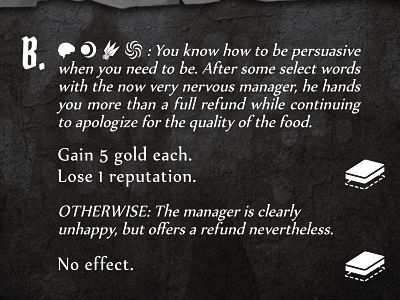 B. : You know how to be persuasive
when you need to be. After some select words
with the now very nervous manager, he hands
you more than a full refund while continuing
to apologize for the quality of the food.
Gain 5 gold each.
Lose 1 reputation.
OTHERWISE: The manager is clearly
unhappy, but offers a refund nevertheless.
No effect.